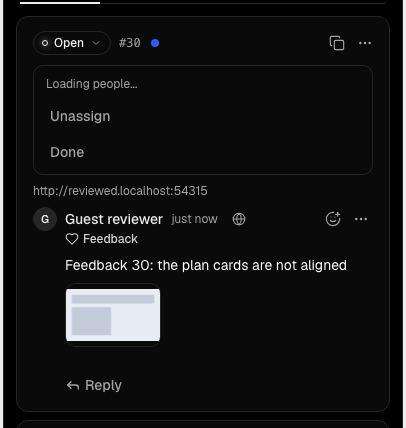 Open #30
Loading people...
Unassign
Done
http://reviewed.localhost:54315
G Guest reviewer just now
Feedback
Feedback 30: the plan cards are not aligned
Reply